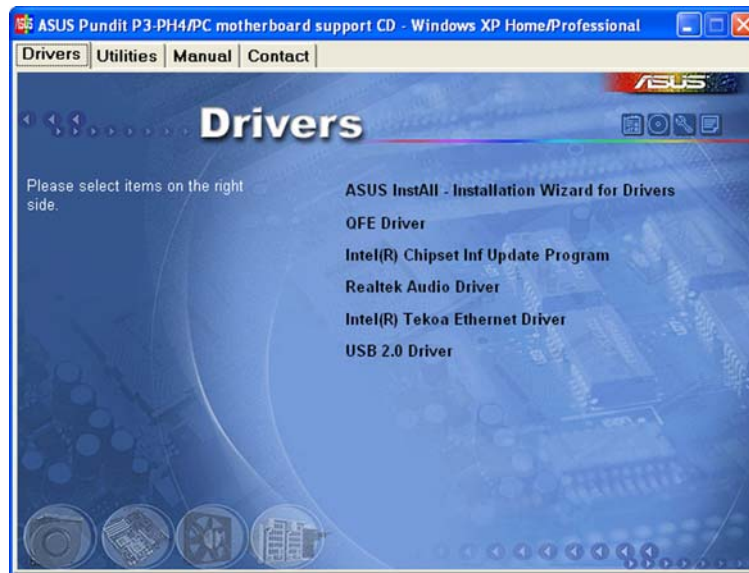 ASUS Pundit P3-PH4/PC motherboard support CD - Windows XP Home/Professional
Drivers Utilities Manual Contact
ASUS
Drivers
Please select items on the right
side.
ASUS InstAll - Installation Wizard for Drivers
QFE Driver
Intel(R) Chipset Inf Update Program
Realtek Audio Driver
Intel(R) Tekoa Ethernet Driver
USB 2.0 Driver